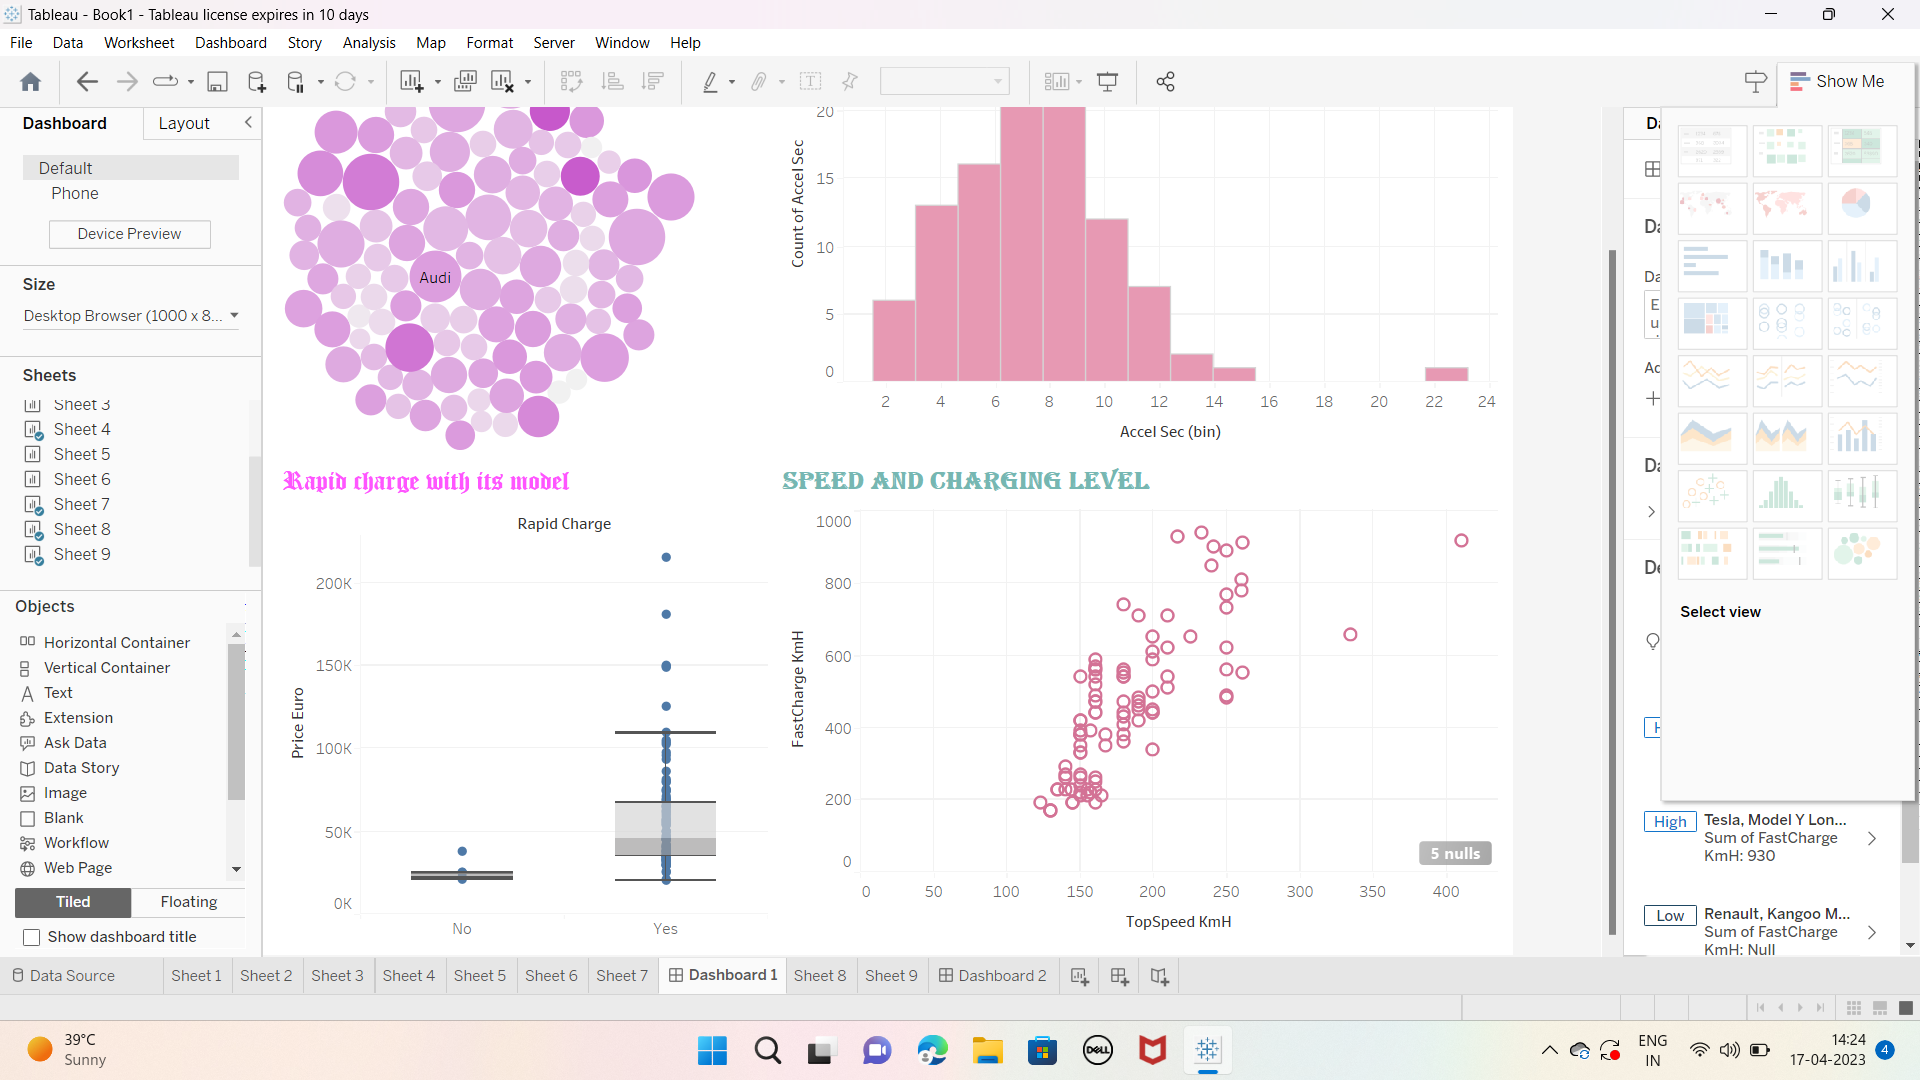 Tableau - Book1 - Tableau license expires in 10 days
File Data Worksheet Dashboard Story Analysis Map Format Server Window Help
Show Me
Dashboard Layout
Default
Phone
Device Preview
Size
Desktop Browser (1000 x 8...
Sheets
Sheet 3
Sheet 4
Sheet 5
Sheet 6
Sheet 7
Sheet 8
Sheet 9
Objects
Horizontal Container
Vertical Container
Text
Extension
Ask Data
Data Story
Image
Blank
Workflow
Web Page
Tiled Floating
Show dashboard title
Audi
Count of Accel Sec
20
15
10
5
0
2 4 6 8 10 12 14 16 18 20 22 24
Accel Sec (bin)
Rapid charge with its model
Rapid Charge
Price Euro
200K
150K
100K
50K
0K
No Yes
SPEED AND CHARGING LEVEL
FastCharge KmH
1000
800
600
400
200
0
5 nulls
0 50 100 150 200 250 300 350 400
TopSpeed KmH
Select view
High Tesla, Model Y Lon...
Sum of FastCharge
KmH: 930
Low Renault, Kangoo M...
Sum of FastCharge
KmH: Null
Data Source Sheet 1 Sheet 2 Sheet 3 Sheet 4 Sheet 5 Sheet 6 Sheet 7 Dashboard 1 Sheet 8 Sheet 9 Dashboard 2
39°C
Sunny
DELL
ENG
IN
14:24
17-04-2023
4